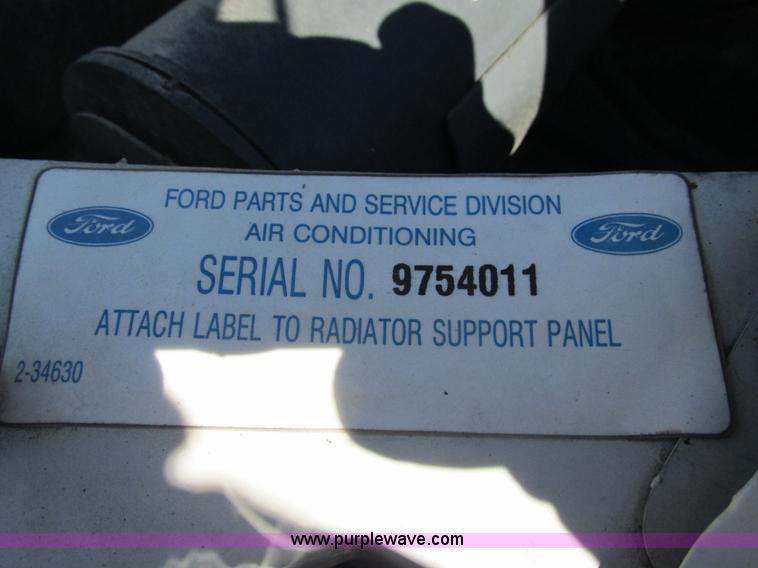 FORD PARTS AND SERVICE DIVISION
Ford AIR CONDITIONING Ford
SERIAL NO. 9754011
ATTACH LABEL TO RADIATOR SUPPORT PANEL
2-34630
www.purplewave.com